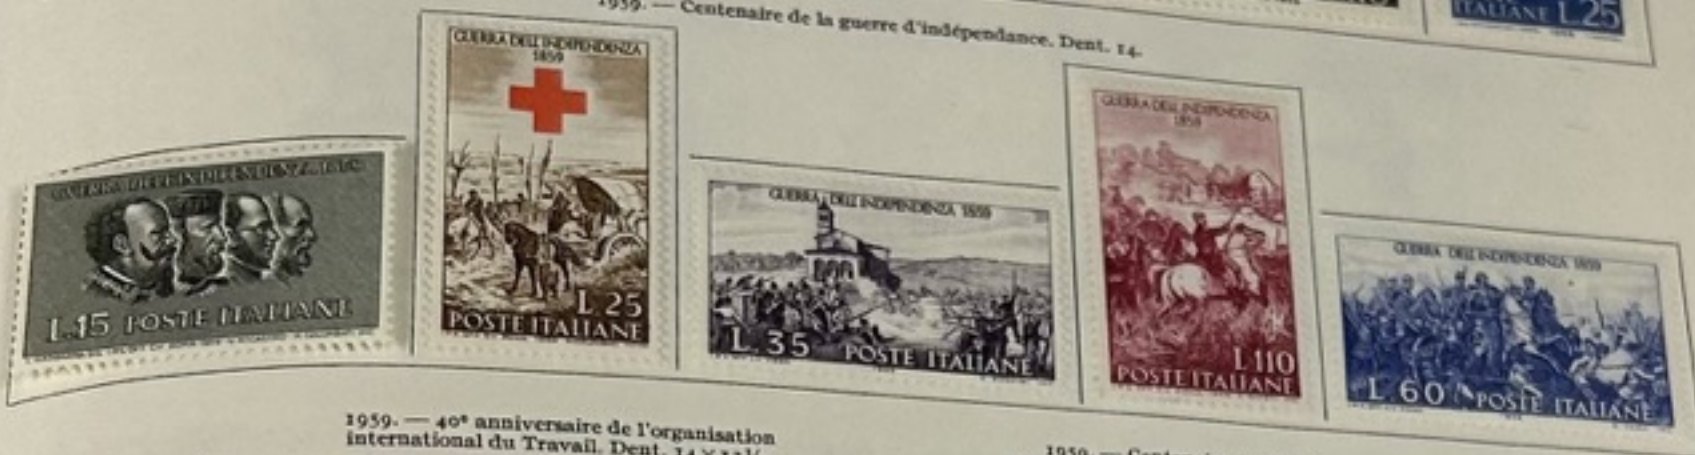 ITALIANE L.25
1959. — Centenaire de la guerre d'indépendance. Dent. 14.
GUERRA DELL'INDIPENDENZA 1859
L.15 POSTE ITALIANE
GUERRA DELL'INDIPENDENZA
1859
L.25
POSTE ITALIANE
GUERRA DELL'INDIPENDENZA 1859
L.35 POSTE ITALIANE
GUERRA DELL'INDIPENDENZA
1859
L.110
POSTE ITALIANE
GUERRA DELL'INDIPENDENZA 1859
L.60 POSTE ITALIANE
1959. — 40e anniversaire de l'organisation
international du Travail. Dent. 14
1959. —